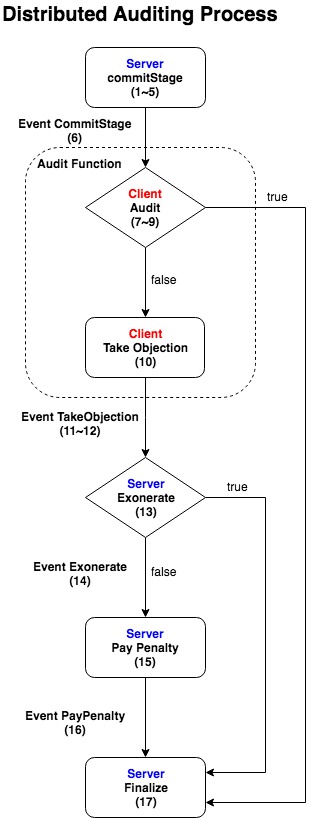 Distributed Auditing Process
Server
commitStage
(1~5)
Event CommitStage
(6)
Audit Function
Client
Audit
(7~9)
true
false
Client
Take Objection
(10)
Event TakeObjection
(11~12)
Server
Exonerate
(13)
true
Event Exonerate
(14)
false
Server
Pay Penalty
(15)
Event PayPenalty
(16)
Server
Finalize
(17)